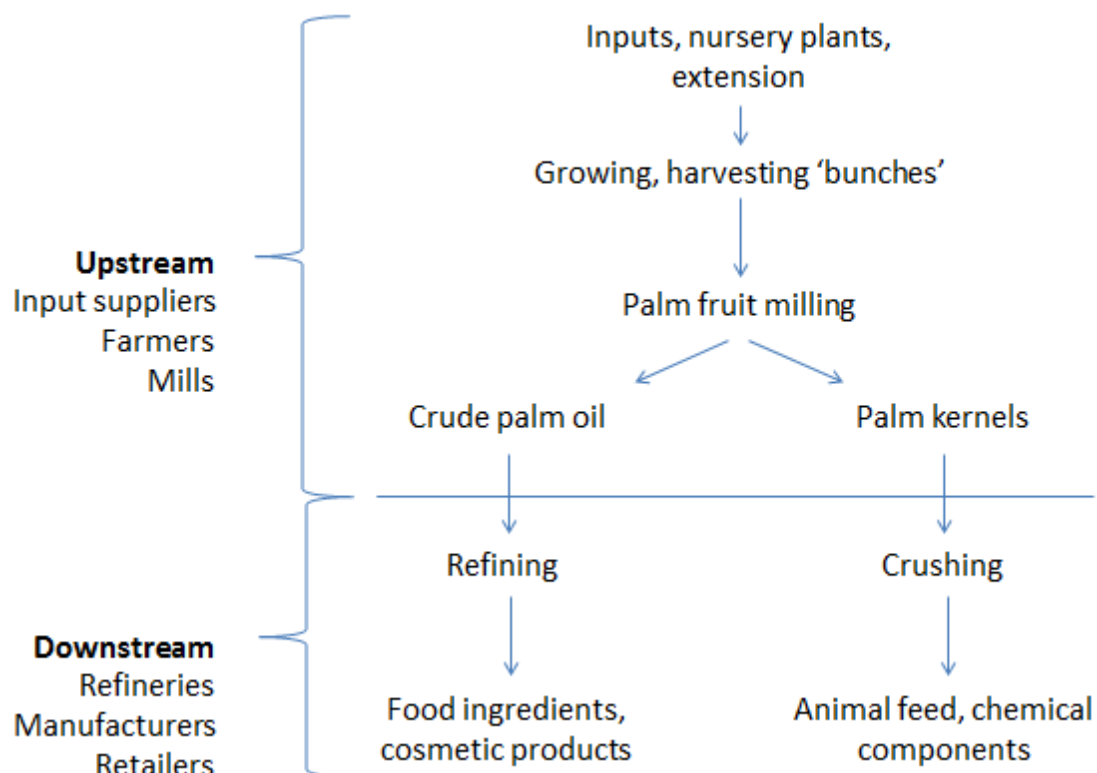 Inputs, nursery plants,
extension
Growing, harvesting ‘bunches’
Upstream
Input suppliers
Farmers
Mills
Palm fruit milling
Crude palm oil
Palm kernels
Refining
Crushing
Downstream
Refineries
Manufacturers
Retailers
Food ingredients,
cosmetic products
Animal feed, chemical
components